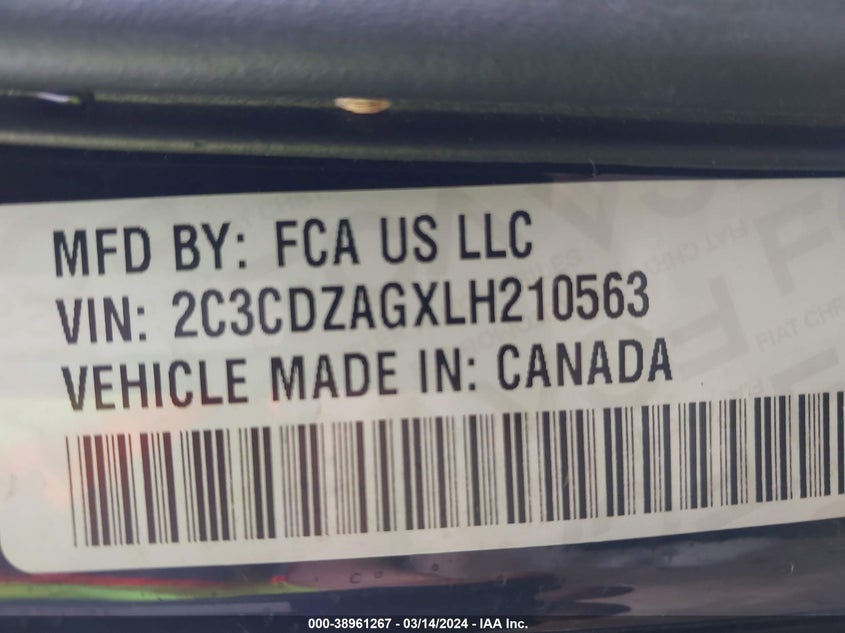 MFD BY: FCA US LLC
VIN: 2C3CDZAGXLH210563
VEHICLE MADE IN: CANADA
000-38961267 - 03/14/2024 - IAA Inc.